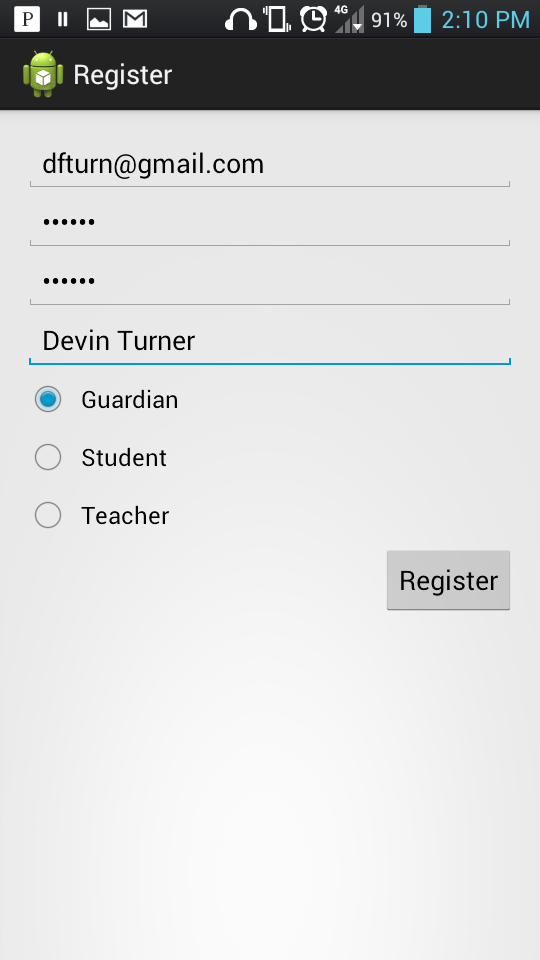 P 4G 91% 2:10 PM
Register
dfturn@gmail.com
••••••
••••••
Devin Turner
Guardian
Student
Teacher
Register